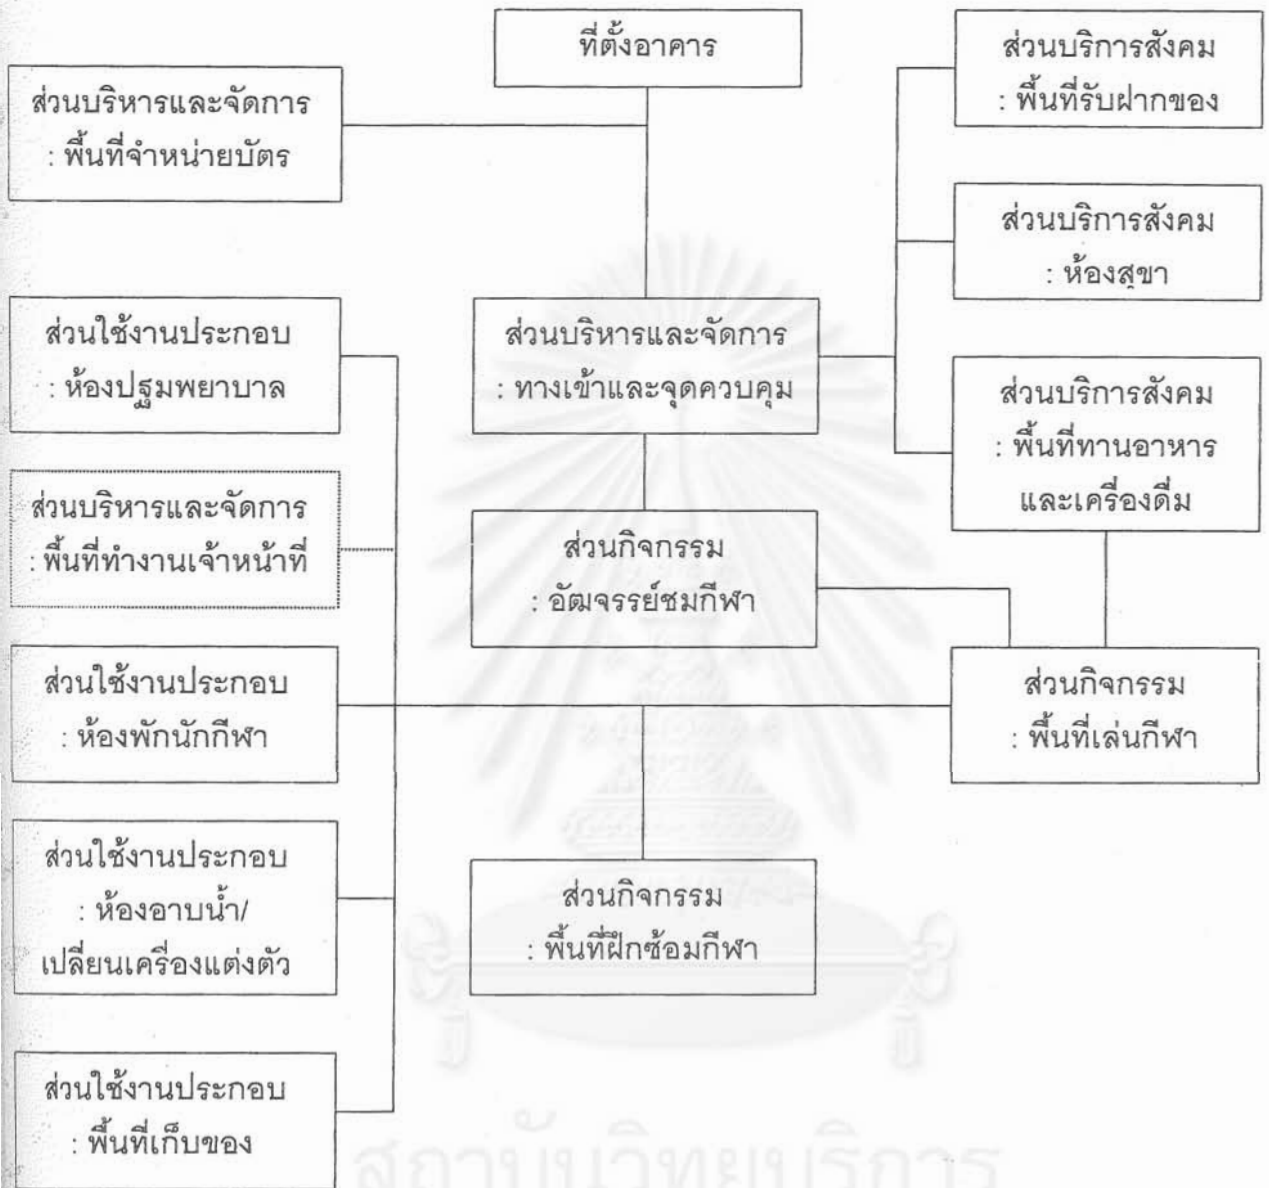 ที่ตั้งอาคาร
ส่วนบริหารและจัดการ
: พื้นที่จำหน่ายบัตร
ส่วนบริการสังคม
: พื้นที่รับฝากของ
ส่วนบริการสังคม
: ห้องสุขา
ส่วนใช้งานประกอบ
: ห้องปฐมพยาบาล
ส่วนบริหารและจัดการ
: ทางเข้าและจุดควบคุม
ส่วนบริการสังคม
: พื้นที่ทานอาหาร
และเครื่องดื่ม
ส่วนบริหารและจัดการ
: พื้นที่ทำงานเจ้าหน้าที่
ส่วนกิจกรรม
: อัฒจรรย์ชมกีฬา
ส่วนใช้งานประกอบ
: ห้องพักนักกีฬา
ส่วนกิจกรรม
: พื้นที่เล่นกีฬา
ส่วนใช้งานประกอบ
: ห้องอาบน้ำ/
เปลี่ยนเครื่องแต่งตัว
ส่วนกิจกรรม
: พื้นที่ฝึกซ้อมกีฬา
ส่วนใช้งานประกอบ
: พื้นที่เก็บของ
สถาบันวิทยบริการ